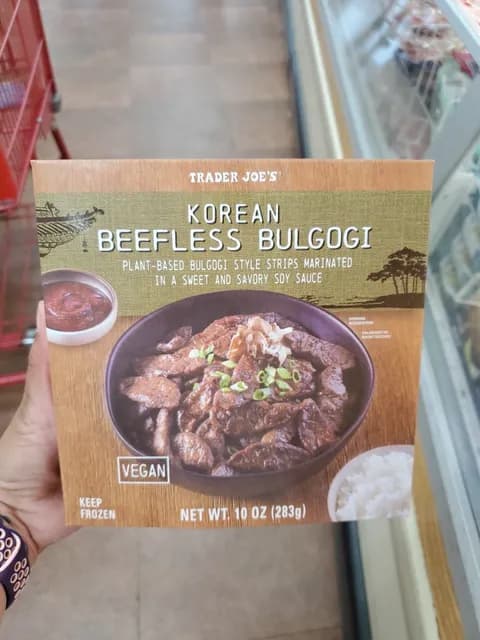 TRADER JOE'S
KOREAN
BEEFLESS BULGOGI
PLANT-BASED BULGOGI STYLE STRIPS MARINATED
IN A SWEET AND SAVORY SOY SAUCE
VEGAN
KEEP
FROZEN
NET WT. 10 OZ (283g)